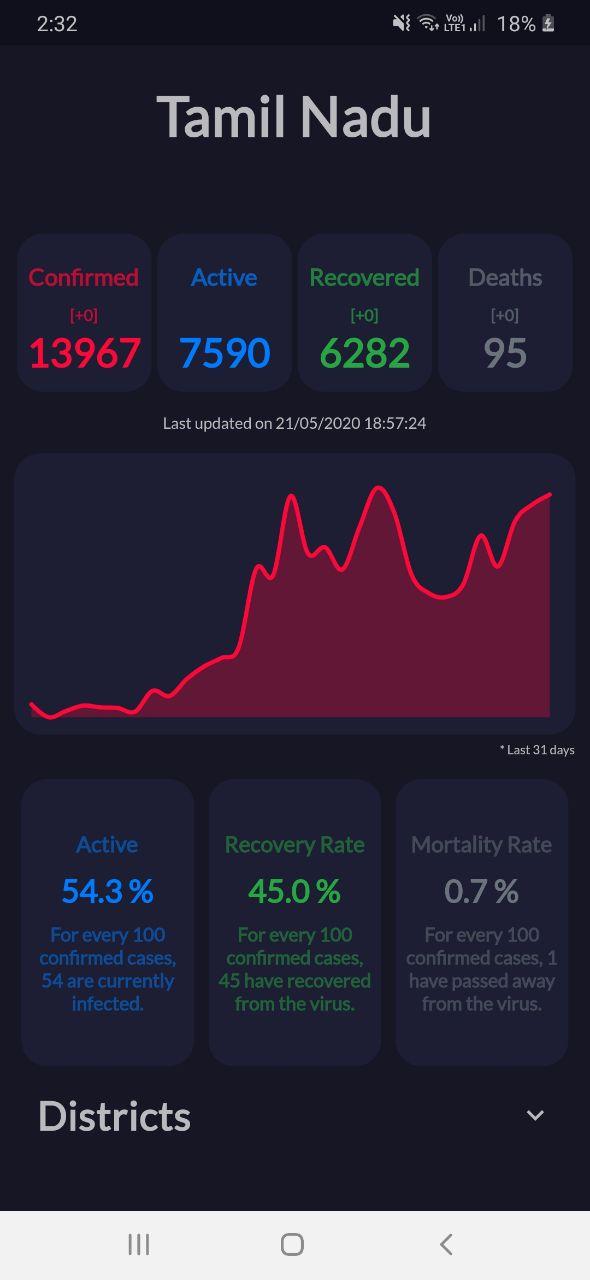 2:32
Vo))
LTE1
18%
Tamil Nadu
Confirmed Active Recovered Deaths
[+0] [+0] [+0]
13967 7590 6282 95
Last updated on 21/05/2020 18:57:24
* Last 31 days
Active
54.3 %
For every 100
confirmed cases,
54 are currently
infected.
Recovery Rate
45.0 %
For every 100
confirmed cases,
45 have recovered
from the virus.
Mortality Rate
0.7 %
For every 100
confirmed cases, 1
have passed away
from the virus.
Districts